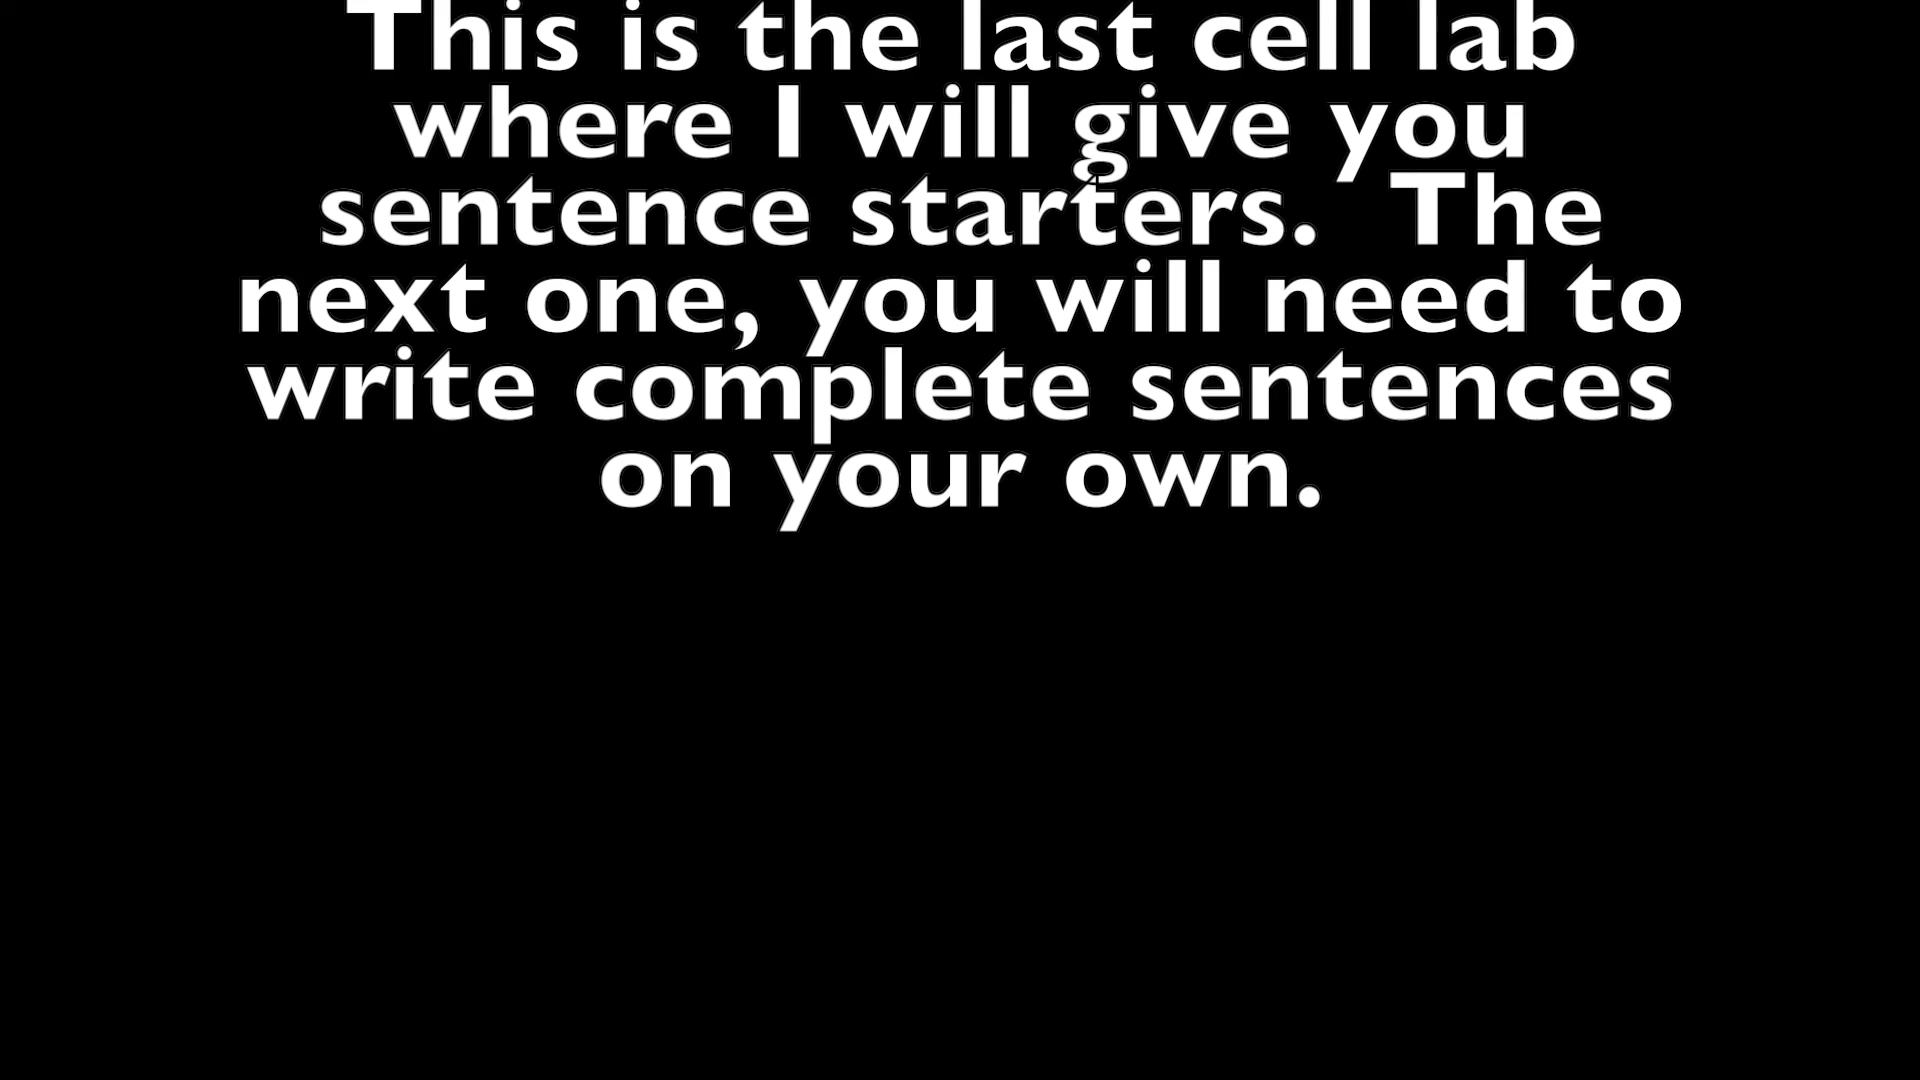 This is the last cell lab
where I will give you
sentence starters.  The
next one, you will need to
write complete sentences
on your own.